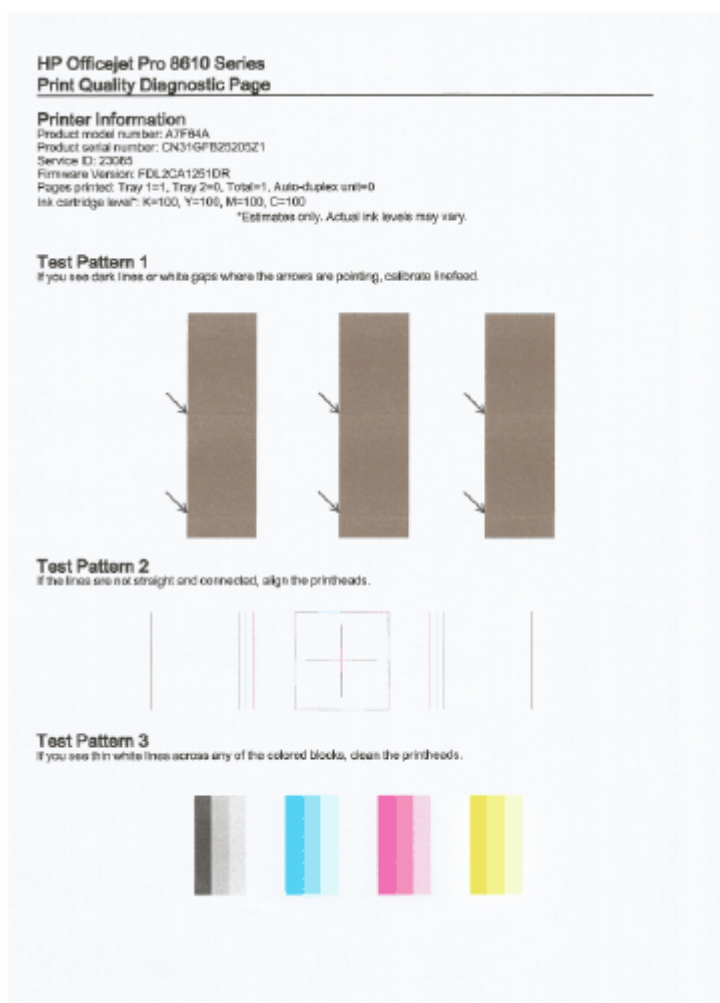 HP Officejet Pro 8610 Series
Print Quality Diagnostic Page
Printer Information
Product model number: A7F64A
Product serial number: CN31GFB25205Z1
Service ID: 23085
Firmware Version: FDL2CA1251DR
Pages printed: Tray 1=1, Tray 2=0, Total=1, Auto-duplex unit=0
Ink cartridge level*: K=100, Y=100, M=100, C=100
*Estimates only. Actual ink levels may vary.
Test Pattern 1
If you see dark lines or white gaps where the arrows are pointing, calibrate linefeed.
Test Pattern 2
If the lines are not straight and connected, align the printheads.
Test Pattern 3
If you see thin white lines across any of the colored blocks, clean the printheads.